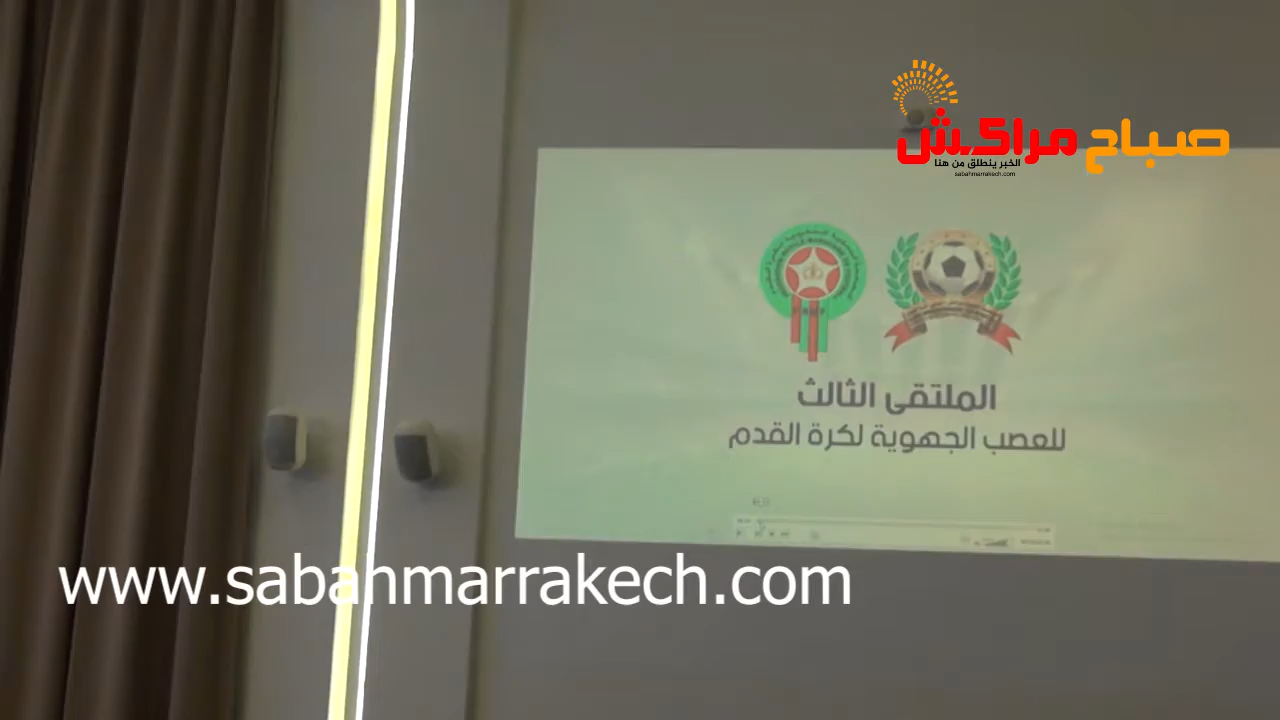 صباح مراكش
الخبر ينطلق من هنا
sabahmarrakech.com
الملتقى الثالث
للعصب الجهوية لكرة القدم
www.sabahmarrakech.com